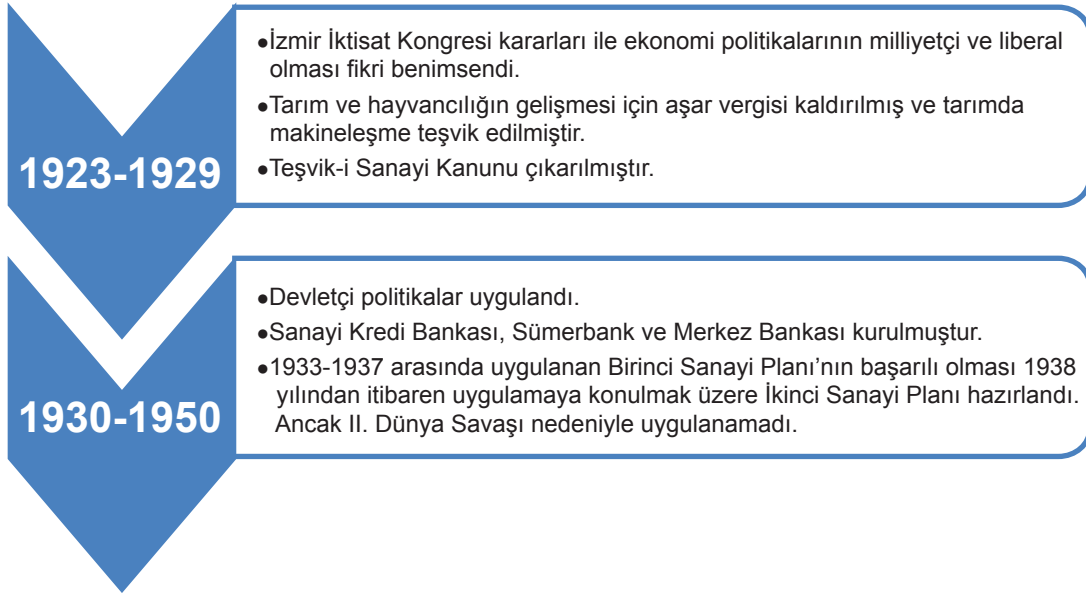 1923-1929
●İzmir İktisat Kongresi kararları ile ekonomi politikalarının milliyetçi ve liberal
olması fikri benimsendi.
●Tarım ve hayvancılığın gelişmesi için aşar vergisi kaldırılmış ve tarımda
makineleşme teşvik edilmiştir.
●Teşvik-i Sanayi Kanunu çıkarılmıştır.
1930-1950
●Devletçi politikalar uygulandı.
●Sanayi Kredi Bankası, Sümerbank ve Merkez Bankası kurulmuştur.
●1933-1937 arasında uygulanan Birinci Sanayi Planı’nın başarılı olması 1938
yılından itibaren uygulamaya konulmak üzere İkinci Sanayi Planı hazırlandı.
Ancak II. Dünya Savaşı nedeniyle uygulanamadı.